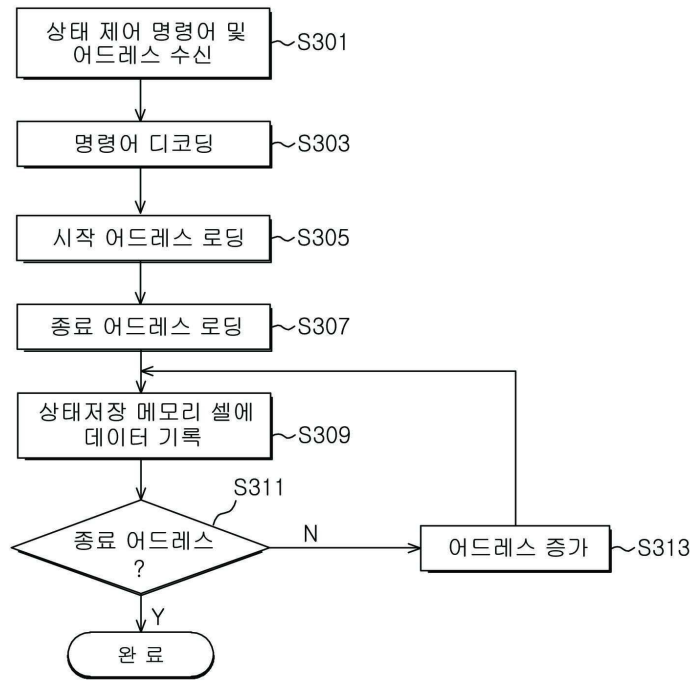 상태 제어 명령어 및
어드레스 수신
S301
명령어 디코딩
S303
시작 어드레스 로딩
S305
종료 어드레스 로딩
S307
상태저장 메모리 셀에
데이터 기록
S309
S311
종료 어드레스
?
N
어드레스 증가
S313
Y
완 료